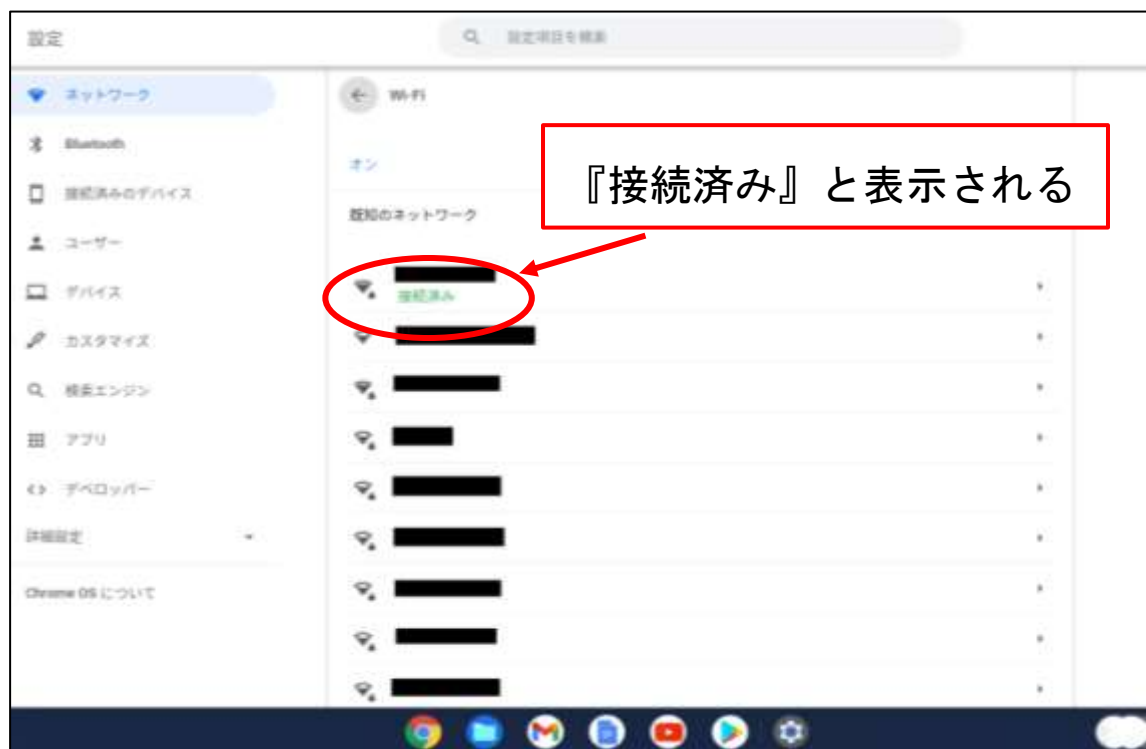 設定
設定項目を検索
ネットワーク
Wi-Fi
Bluetooth
オン
『接続済み』と表示される
接続済みのデバイス
既知のネットワーク
ユーザー
デバイス
接続済み
カスタマイズ
検索エンジン
アプリ
デベロッパー
詳細設定
Chrome OS について